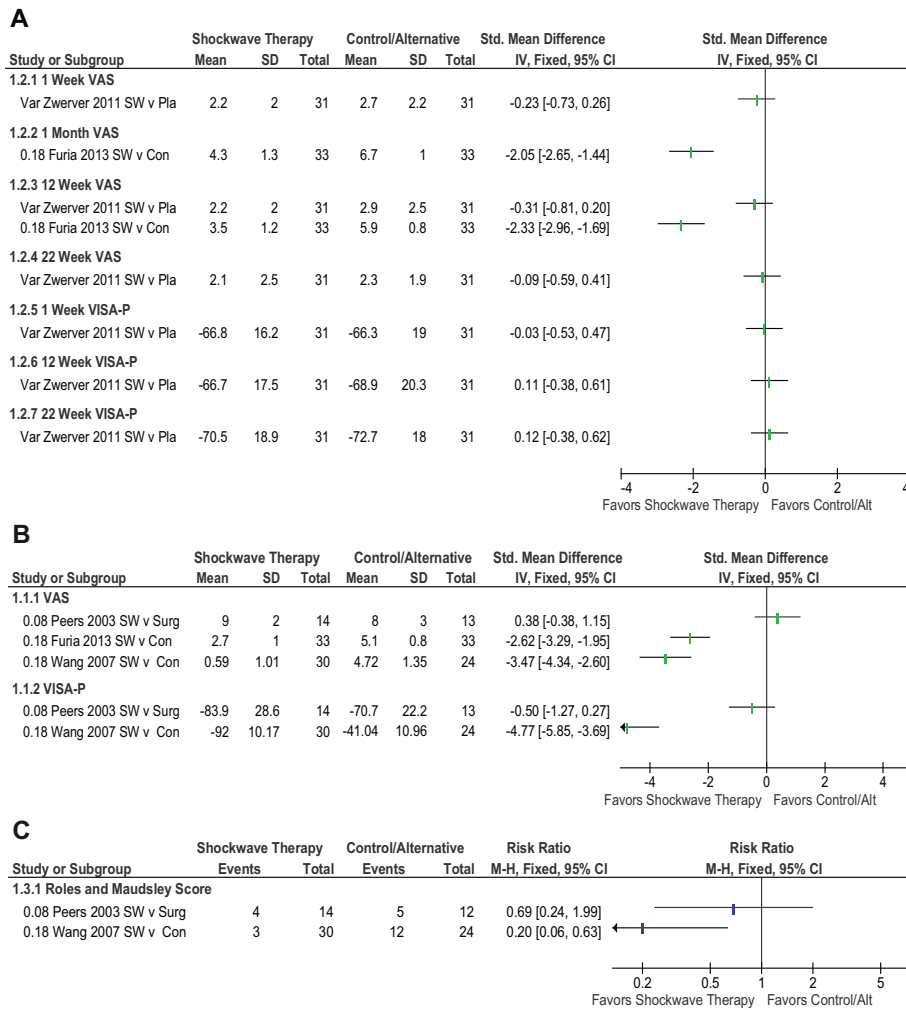 A
Shockwave Therapy Control/Alternative Std. Mean Difference Std. Mean Difference
Study or Subgroup Mean SD Total Mean SD Total IV, Fixed, 95% CI IV, Fixed, 95% CI
1.2.1 1 Week VAS
Var Zwerver 2011 SW v Pla 2.2 2 31 2.7 2.2 31 -0.23 [-0.73, 0.26]
1.2.2 1 Month VAS
0.18 Furia 2013 SW v Con 4.3 1.3 33 6.7 1 33 -2.05 [-2.65, -1.44]
1.2.3 12 Week VAS
Var Zwerver 2011 SW v Pla 2.2 2 31 2.9 2.5 31 -0.31 [-0.81, 0.20]
0.18 Furia 2013 SW v Con 3.5 1.2 33 5.9 0.8 33 -2.33 [-2.96, -1.69]
1.2.4 22 Week VAS
Var Zwerver 2011 SW v Pla 2.1 2.5 31 2.3 1.9 31 -0.09 [-0.59, 0.41]
1.2.5 1 Week VISA-P
Var Zwerver 2011 SW v Pla -66.8 16.2 31 -66.3 19 31 -0.03 [-0.53, 0.47]
1.2.6 12 Week VISA-P
Var Zwerver 2011 SW v Pla -66.7 17.5 31 -68.9 20.3 31 0.11 [-0.38, 0.61]
1.2.7 22 Week VISA-P
Var Zwerver 2011 SW v Pla -70.5 18.9 31 -72.7 18 31 0.12 [-0.38, 0.62]
-4 -2 0 2 4
Favors Shockwave Therapy Favors Control/Alt
B
Shockwave Therapy Control/Alternative Std. Mean Difference Std. Mean Difference
Study or Subgroup Mean SD Total Mean SD Total IV, Fixed, 95% CI IV, Fixed, 95% CI
1.1.1 VAS
0.08 Peers 2003 SW v Surg 9 2 14 8 3 13 0.38 [-0.38, 1.15]
0.18 Furia 2013 SW v Con 2.7 1 33 5.1 0.8 33 -2.62 [-3.29, -1.95]
0.18 Wang 2007 SW v Con 0.59 1.01 30 4.72 1.35 24 -3.47 [-4.34, -2.60]
1.1.2 VISA-P
0.08 Peers 2003 SW v Surg -83.9 28.6 14 -70.7 22.2 13 -0.50 [-1.27, 0.27]
0.18 Wang 2007 SW v Con -92 10.17 30 -41.04 10.96 24 -4.77 [-5.85, -3.69]
-4 -2 0 2 4
Favors Shockwave Therapy Favors Control/Alt
C
Shockwave Therapy Control/Alternative Risk Ratio Risk Ratio
Study or Subgroup Events Total Events Total M-H, Fixed, 95% CI M-H, Fixed, 95% CI
1.3.1 Roles and Maudsley Score
0.08 Peers 2003 SW v Surg 4 14 5 12 0.69 [0.24, 1.99]
0.18 Wang 2007 SW v Con 3 30 12 24 0.20 [0.06, 0.63]
0.2 0.5 1 2 5
Favors Shockwave Therapy Favors Control/Alt